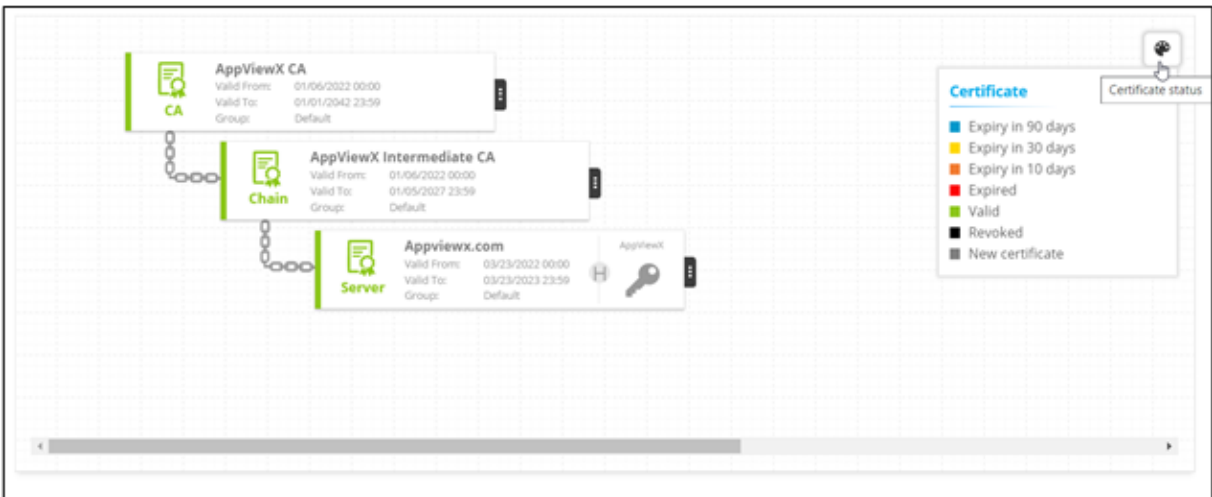 AppViewX CA
Valid From: 01/06/2022 00:00
Valid To: 01/01/2042 23:59
Group: Default
CA
AppViewX Intermediate CA
Valid From: 01/06/2022 00:00
Valid To: 01/05/2027 23:59
Group: Default
Chain
Appviewx.com
Valid From: 03/23/2022 00:00
Valid To: 03/23/2023 23:59
Group: Default
Server
AppViewX
H
Certificate status
Certificate
Expiry in 90 days
Expiry in 30 days
Expiry in 10 days
Expired
Valid
Revoked
New certificate